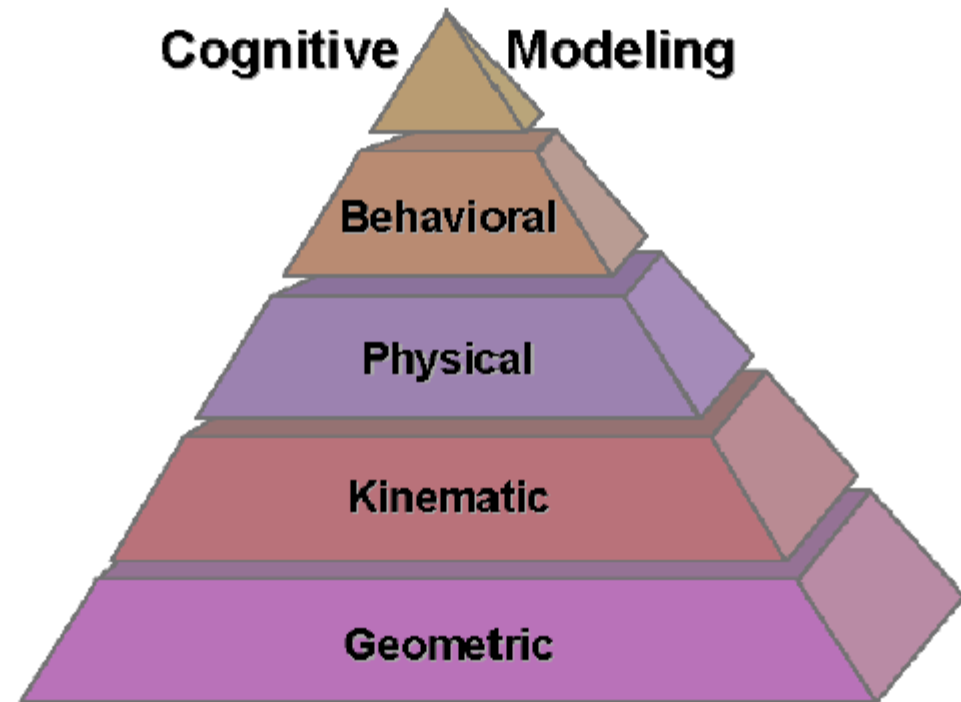 Cognitive Modeling
Behavioral
Physical
Kinematic
Geometric